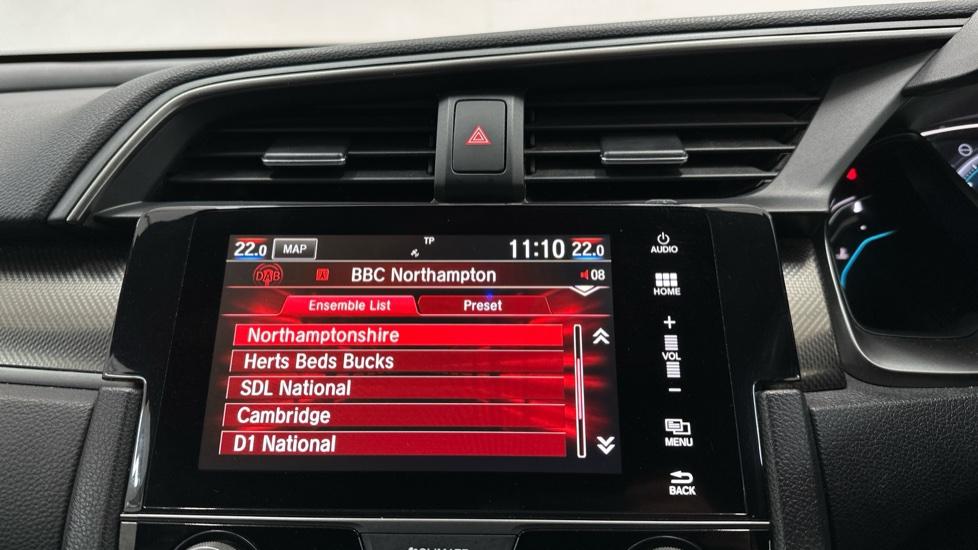 22.0 MAP TP 11:10 22.0
DAB A BBC Northampton 08
Ensemble List Preset
Northamptonshire
Herts Beds Bucks
SDL National
Cambridge
D1 National
AUDIO
HOME
+
VOL
−
MENU
BACK